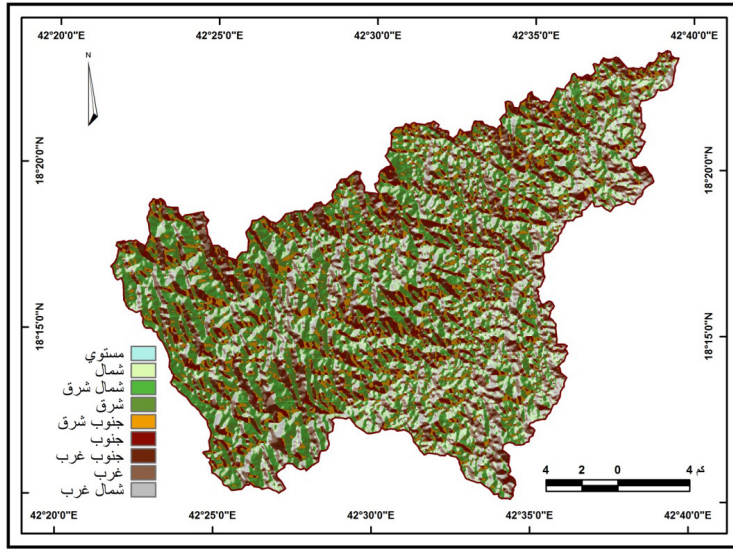 42°20'0"E 42°25'0"E 42°30'0"E 42°35'0"E 42°40'0"E
N
18°20'0"N 18°20'0"N
18°15'0"N 18°15'0"N
مستوي
شمال
شمال شرق
شرق
جنوب شرق
جنوب
جنوب غرب
غرب
شمال غرب
4 2 0 4 كم
42°20'0"E 42°25'0"E 42°30'0"E 42°35'0"E 42°40'0"E